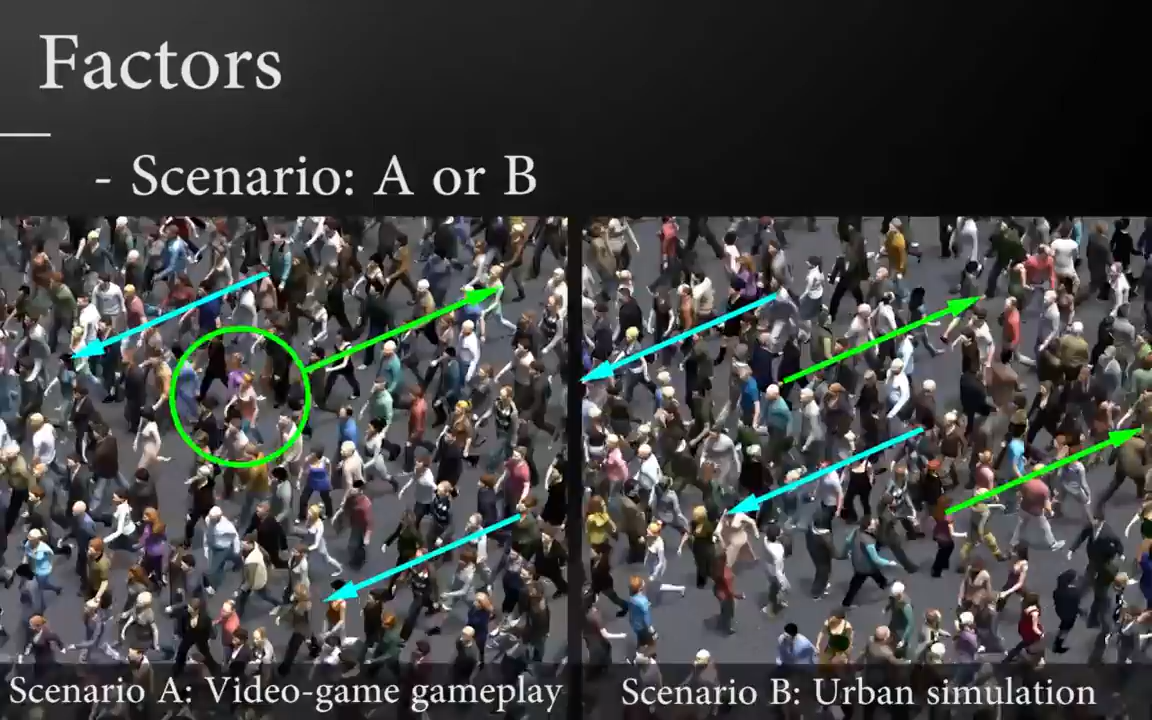 Factors
- Scenario: A or B
Scenario A: Video-game gameplay
Scenario B: Urban simulation